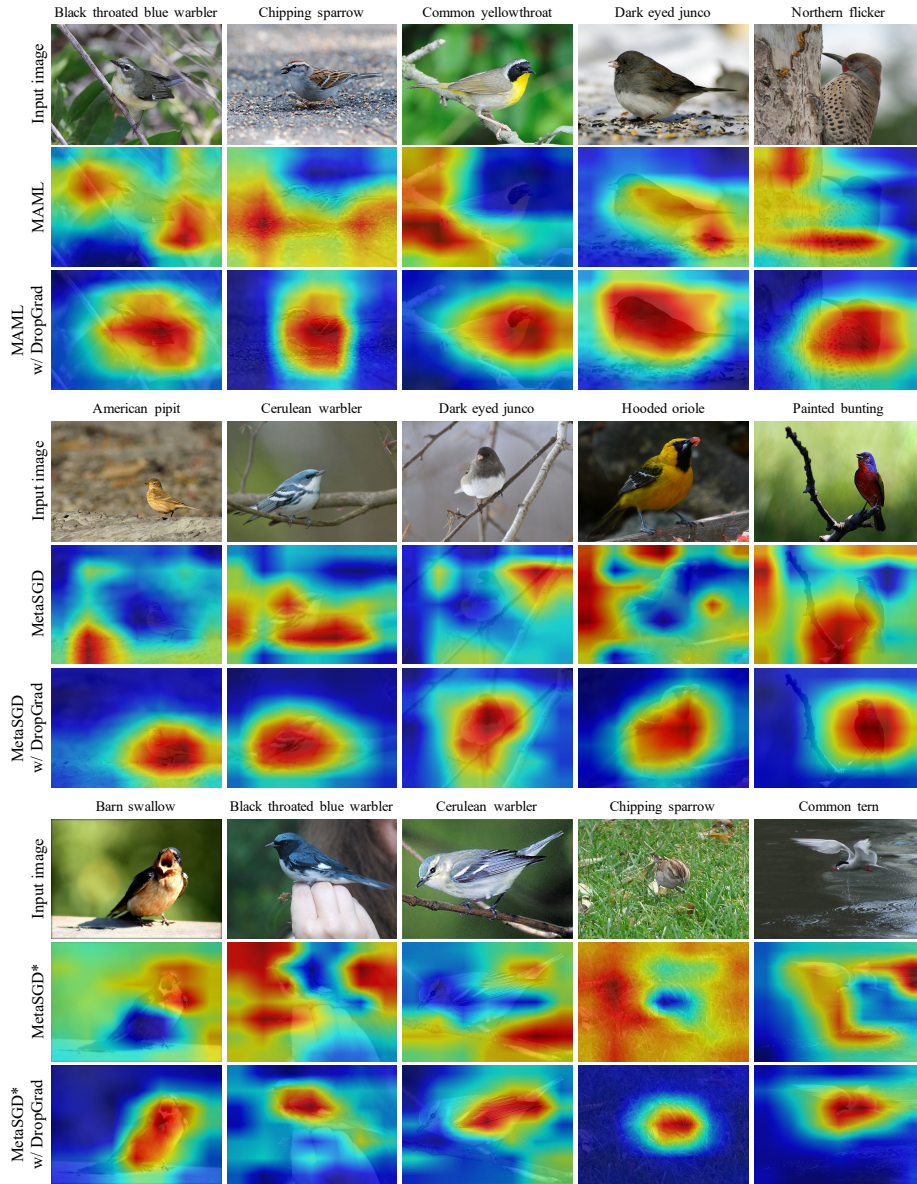 Black throated blue warbler Chipping sparrow Common yellowthroat Dark eyed junco Northern flicker
Input image
MAML
MAML
w/ DropGrad
American pipit Cerulean warbler Dark eyed junco Hooded oriole Painted bunting
Input image
MetaSGD
MetaSGD
w/ DropGrad
Barn swallow Black throated blue warbler Cerulean warbler Chipping sparrow Common tern
Input image
MetaSGD*
MetaSGD*
w/ DropGrad